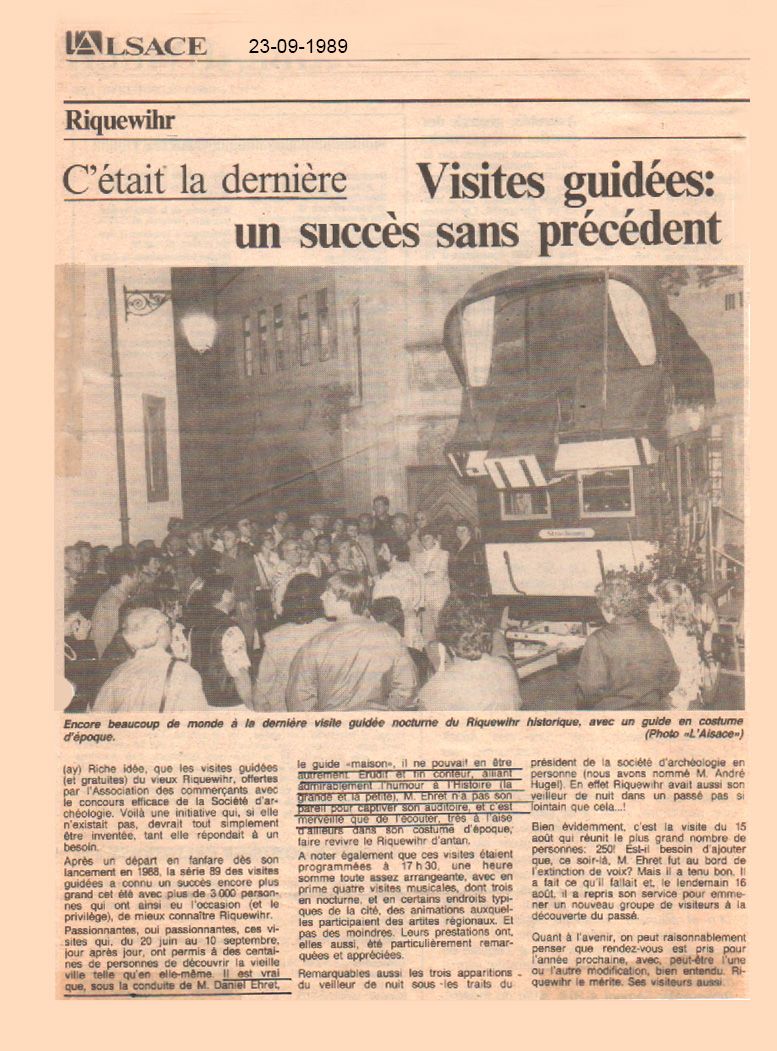 L'ALSACE 23-09-1989
Riquewihr
C'était la dernière
Visites guidées:
un succès sans précédent
Strasbourg
Encore beaucoup de monde à la dernière visite guidée nocturne du Riquewihr historique, avec un guide en costume
d'époque. (Photo «L'Alsace»)
(ay) Riche idée, que les visites guidées
(et gratuites) du vieux Riquewihr, offertes
par l'Association des commerçants avec
le concours efficace de la Société d'ar-
chéologie. Voilà une initiative qui, si elle
n'existait pas, devrait tout simplement
être inventée, tant elle répondait à un
besoin.
Après un départ en fanfare dès son
lancement en 1988, la série 89 des visites
guidées a connu un succès encore plus
grand cet été avec plus de 3 000 person-
nes qui ont ainsi eu l'occasion (et le
privilège), de mieux connaître Riquewihr.
Passionnantes, oui passionnantes, ces vi-
sites qui, du 20 juin au 10 septembre,
jour après jour, ont permis à des centai-
nes de personnes de découvrir la vieille
ville telle qu'en elle-même. Il est vrai
que, sous la conduite de M. Daniel Ehret,
le guide «maison», il ne pouvait en être
autrement. Erudit et fin conteur, alliant
admirablement l'humour à l'Histoire (la
grande et la petite), M. Ehret n'a pas son
pareil pour captiver son auditoire, et c'est
merveille que de l'écouter, très à l'aise
d'ailleurs dans son costume d'époque,
faire revivre le Riquewihr d'antan.
A noter également que ces visites étaient
programmées à 17 h 30, une heure
somme toute assez arrangeante, avec en
prime quatre visites musicales, dont trois
en nocturne, et en certains endroits typi-
ques de la cité, des animations auxquel-
les participaient des artites régionaux. Et
pas des moindres. Leurs prestations ont,
elles aussi, été particulièrement remar-
quées et appréciées.
Remarquables aussi les trois apparitions
du veilleur de nuit sous les traits du
président de la société d'archéologie en
personne (nous avons nommé M. André
Hugel). En effet Riquewihr avait aussi son
veilleur de nuit dans un passé pas si
lointain que cela...!
Bien évidemment, c'est la visite du 15
août qui réunit le plus grand nombre de
personnes: 250! Est-il besoin d'ajouter
que, ce soir-là, M. Ehret fut au bord de
l'extinction de voix? Mais il a tenu bon. Il
a fait ce qu'il fallait et, le lendemain 16
août, il a repris son service pour emme-
ner un nouveau groupe de visiteurs à la
découverte du passé.
Quant à l'avenir, on peut raisonnablement
penser que rendez-vous est pris pour
l'année prochaine, avec, peut-être l'une
ou l'autre modification, bien entendu. Ri-
quewihr le mérite. Ses visiteurs aussi.